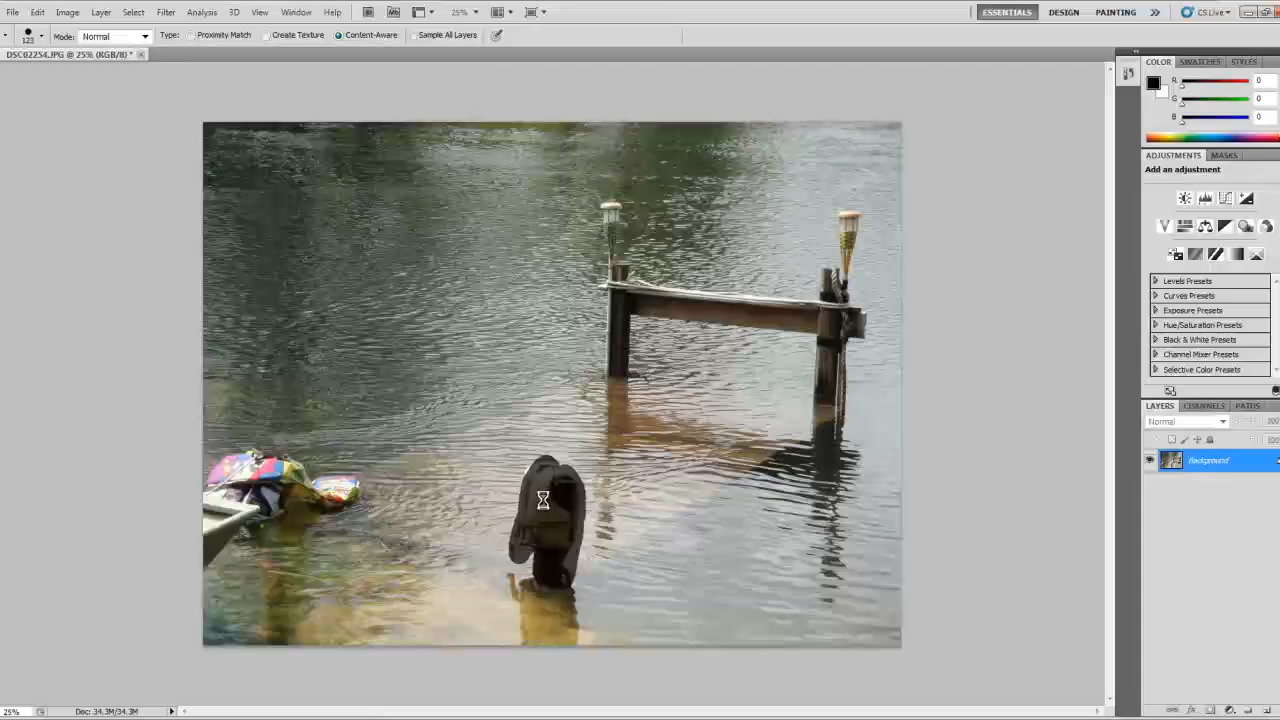 File Edit Image Layer Select Filter Analysis 3D View Window Help 25% ESSENTIALS DESIGN PAINTING CS Live
123 Mode: Normal Type: Proximity Match Create Texture Content-Aware Sample All Layers
DSC02254.JPG @ 25% (RGB/8) *
COLOR SWATCHES STYLES
R 0
G 0
B 0
ADJUSTMENTS MASKS
Add an adjustment
Levels Presets
Curves Presets
Exposure Presets
Hue/Saturation Presets
Black & White Presets
Channel Mixer Presets
Selective Color Presets
LAYERS CHANNELS PATHS
Normal 100
100
Background
25% Doc: 34.3M/34.3M